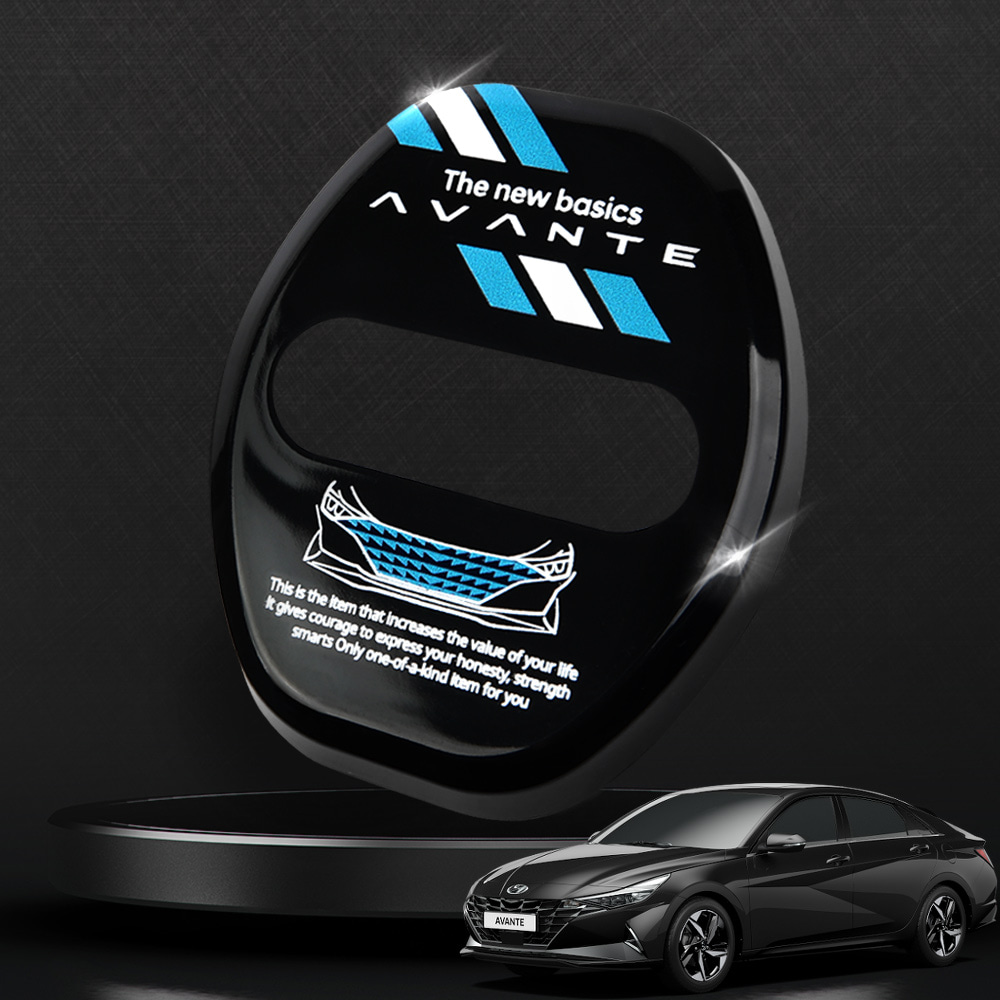 The new basics
AVANTE
This is the item that increases the value of your life
it gives courage to express your honesty, strength
smarts Only one-of-a-kind item for you
AVANTE